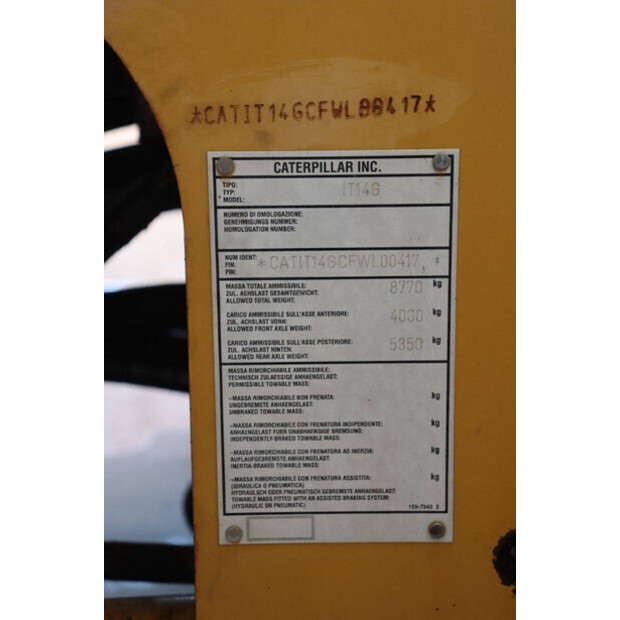 *CATIT14GCFWL00417*
CATERPILLAR INC.
TIPO:
TYP: IT14G
MODEL:
NUMERO DI OMOLOGAZIONE:
GENEHMIGUNGS NUMMER:
HOMOLOGATION NUMBER:
NUM IDENT:
FIN: *CATIT14GCFWL00417*
PIN:
MASSA TOTALE AMMISSIBILE:
ZUL. ACHSLAST GESAMTGEWICHT: 8770 kg
ALLOWED TOTAL WEIGHT:
CARICO AMMISSIBILE SULL'ASSE ANTERIORE:
ZUL. ACHSLAST VORN: 4000 kg
ALLOWED FRONT AXLE WEIGHT:
CARICO AMMISSIBILE SULL'ASSE POSTERIORE:
ZUL. ACHSLAST HINTEN: 5350 kg
ALLOWED REAR AXLE WEIGHT:
MASSA RIMORCHIABILE AMMISSIBILE:
TECHNISCH ZULAESSIGE ANHAENGELAST:
PERMISSIBLE TOWABLE MASS:
-MASSA RIMORCHIABILE NON FRENATA: kg
UNGEBREMSTE ANHAENGELAST:
UNBRAKED TOWABLE MASS:
-MASSA RIMORCHIABILE CON FRENATURA INDIPENDENTE: kg
ANHAENGELAST FUER UNABHAENGIGE BREMSUNG:
INDEPENDENTLY-BRAKED TOWABLE MASS:
-MASSA RIMORCHIABILE CON FRENATURA AD INERZIA: kg
AUFLAUFGEBREMSTE ANHAENGELAST:
INERTIA-BRAKED TOWABLE MASS:
-MASSA RIMORCHIABILE CON FRENATURA ASSISTITA: kg
(IDRAULICA O PNEUMATICA)
HYDRAULISCH ODER PNEUMATISCH GEBREMSTE ANHAENGELAST:
TOWABLE MASS FITTED WITH AN ASSISTED BRAKING SYSTEM:
(HYDRAULIC OR PNEUMATIC) 159-7340 2